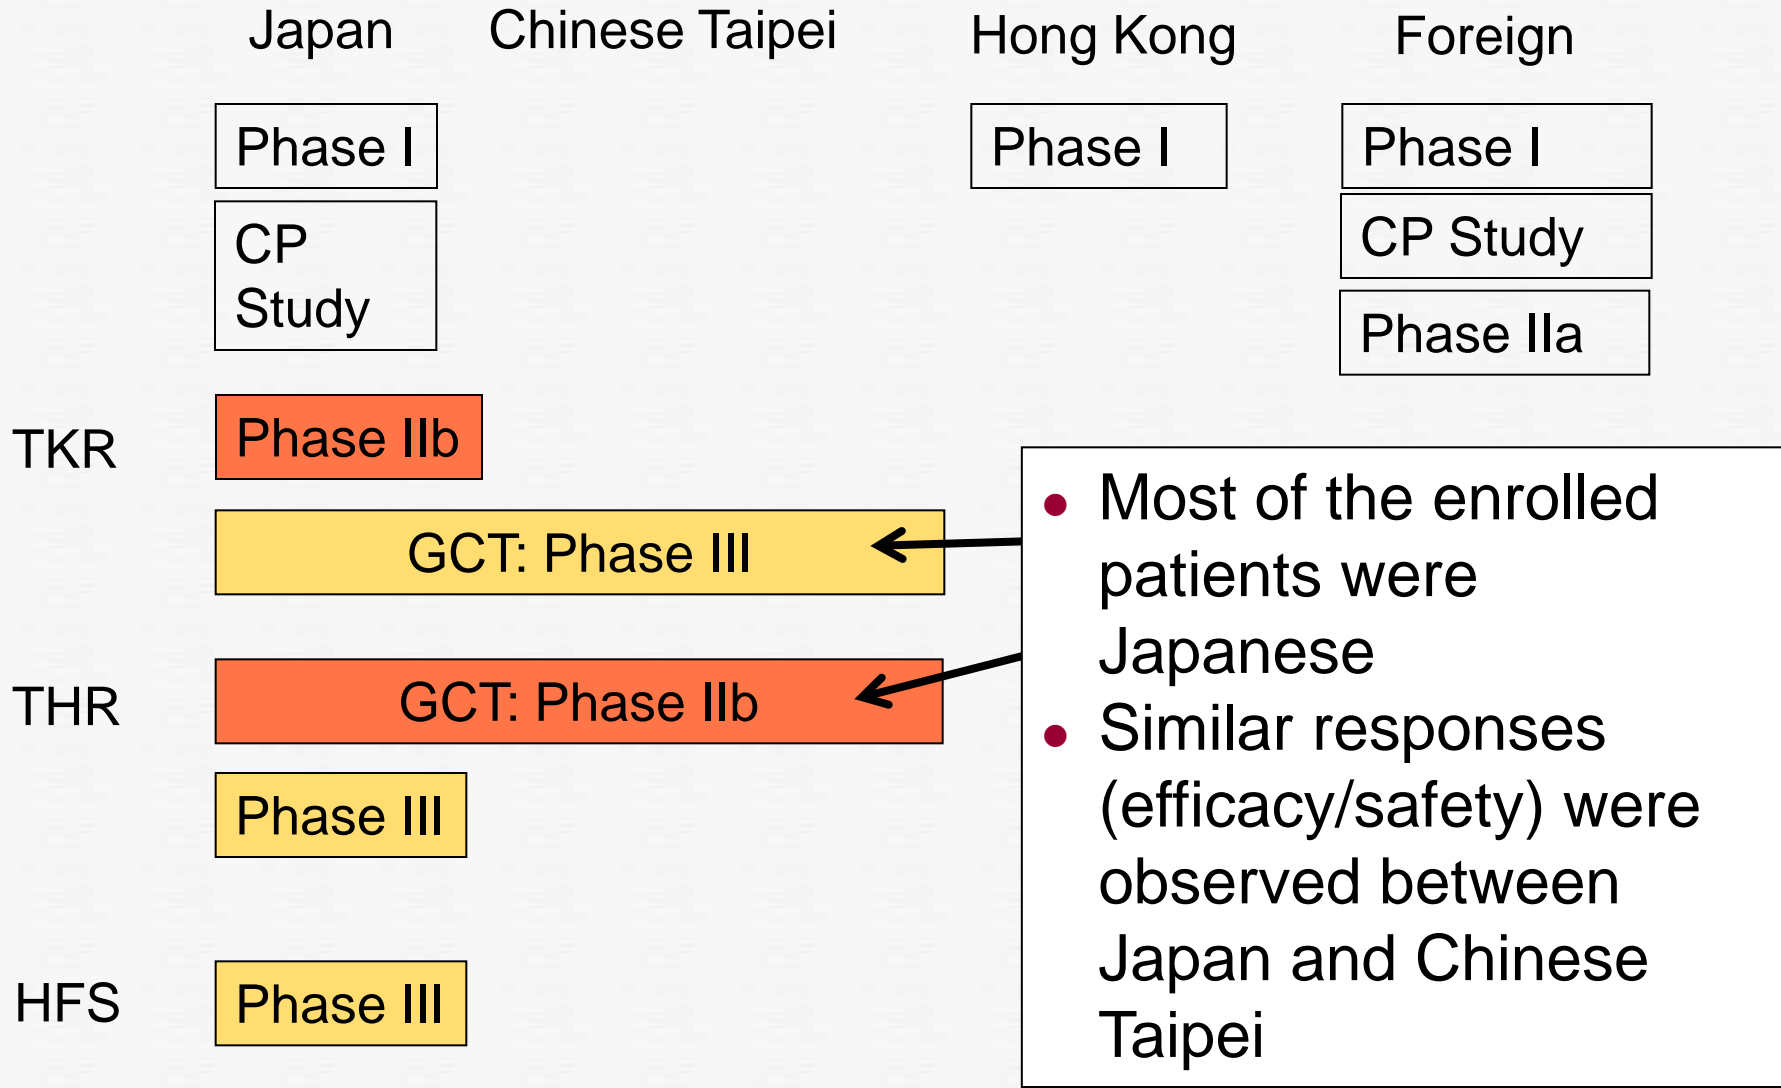 Japan Chinese Taipei Hong Kong Foreign
Phase I Phase I Phase I
CP
Study
CP Study
Phase IIa
TKR Phase IIb
GCT: Phase III
THR GCT: Phase IIb
Phase III
HFS Phase III
• Most of the enrolled
patients were
Japanese
• Similar responses
(efficacy/safety) were
observed between
Japan and Chinese
Taipei